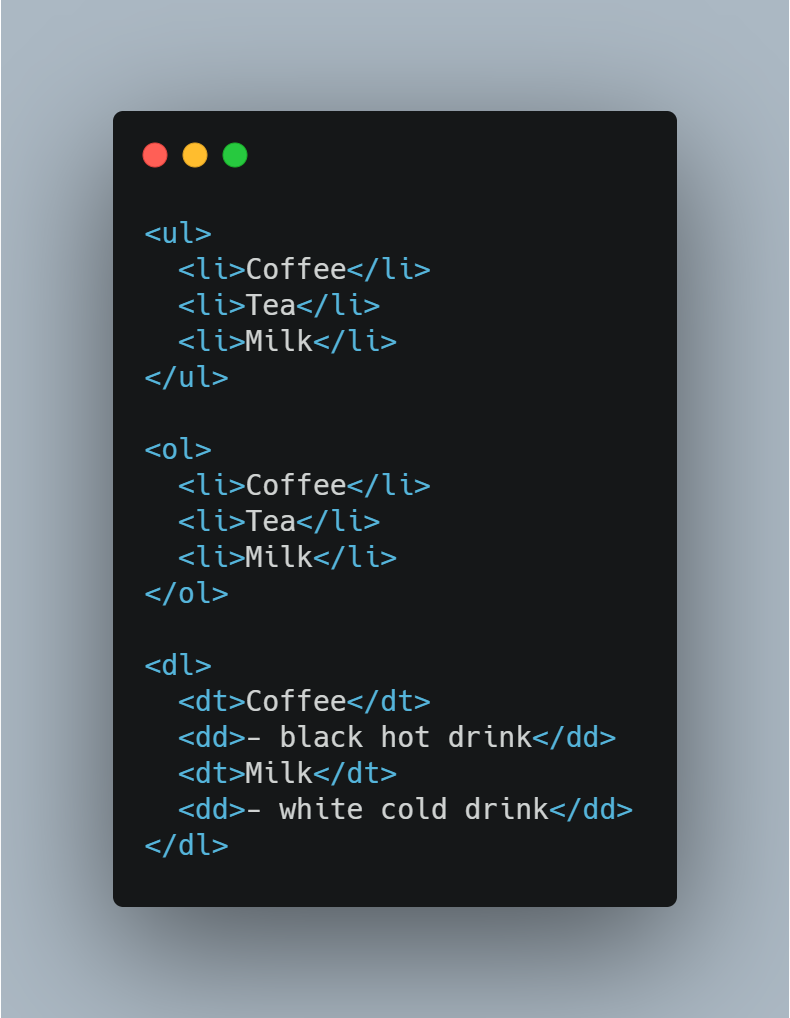 <ul>
  <li>Coffee</li>
  <li>Tea</li>
  <li>Milk</li>
</ul>

<ol>
  <li>Coffee</li>
  <li>Tea</li>
  <li>Milk</li>
</ol>

<dl>
  <dt>Coffee</dt>
  <dd>- black hot drink</dd>
  <dt>Milk</dt>
  <dd>- white cold drink</dd>
</dl>